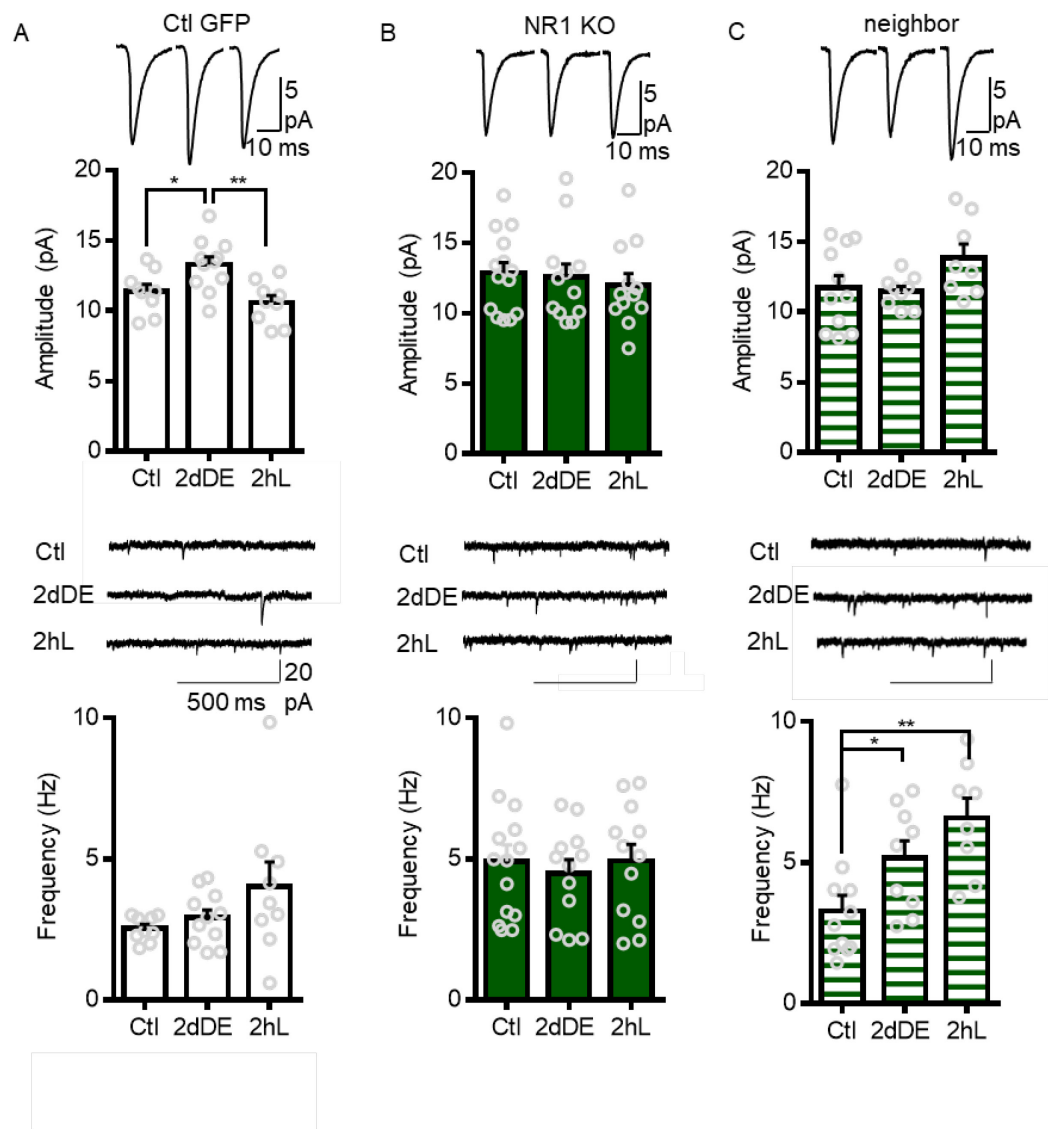 A
Ctl GFP
5
pA
10 ms
*
**
Amplitude (pA)
20
15
10
5
0
Ctl 2dDE 2hL
Ctl
2dDE
2hL
20
pA
500 ms
Frequency (Hz)
10
5
0
Ctl 2dDE 2hL
B
NR1 KO
5
pA
10 ms
Amplitude (pA)
20
15
10
5
0
Ctl 2dDE 2hL
Ctl
2dDE
2hL
Frequency (Hz)
10
5
0
Ctl 2dDE 2hL
C
neighbor
5
pA
10 ms
Amplitude (pA)
20
15
10
5
0
Ctl 2dDE 2hL
Ctl
2dDE
2hL
**
*
Frequency (Hz)
10
5
0
Ctl 2dDE 2hL